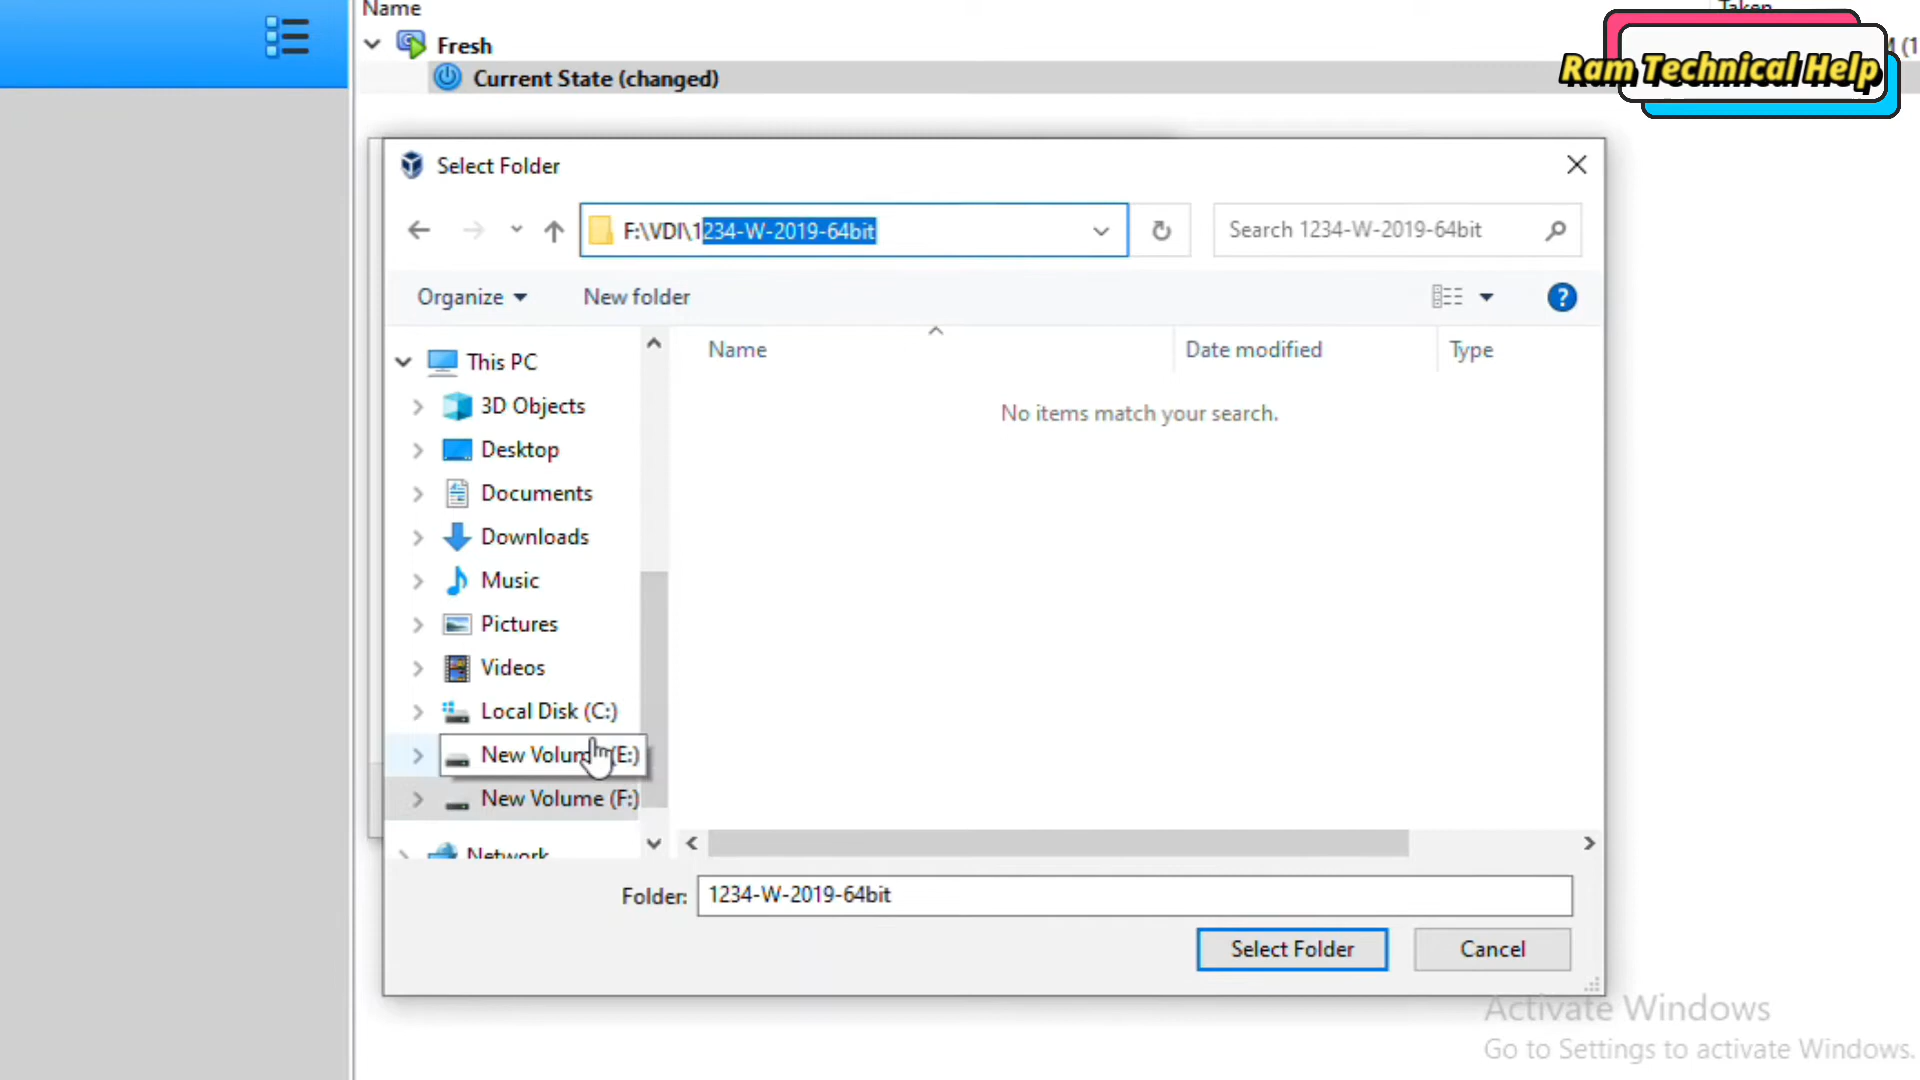 Name
Taken
Fresh
Current State (changed)
Ram Technical Help
Select Folder
F:\VDI\1234-W-2019-64bit
Search 1234-W-2019-64bit
Organize
New folder
Name
Date modified
Type
This PC
No items match your search.
3D Objects
Desktop
Documents
Downloads
Music
Pictures
Videos
Local Disk (C:)
New Volume (E:)
New Volume (F:)
Network
Folder:
1234-W-2019-64bit
Select Folder
Cancel
Activate Windows
Go to Settings to activate Windows.